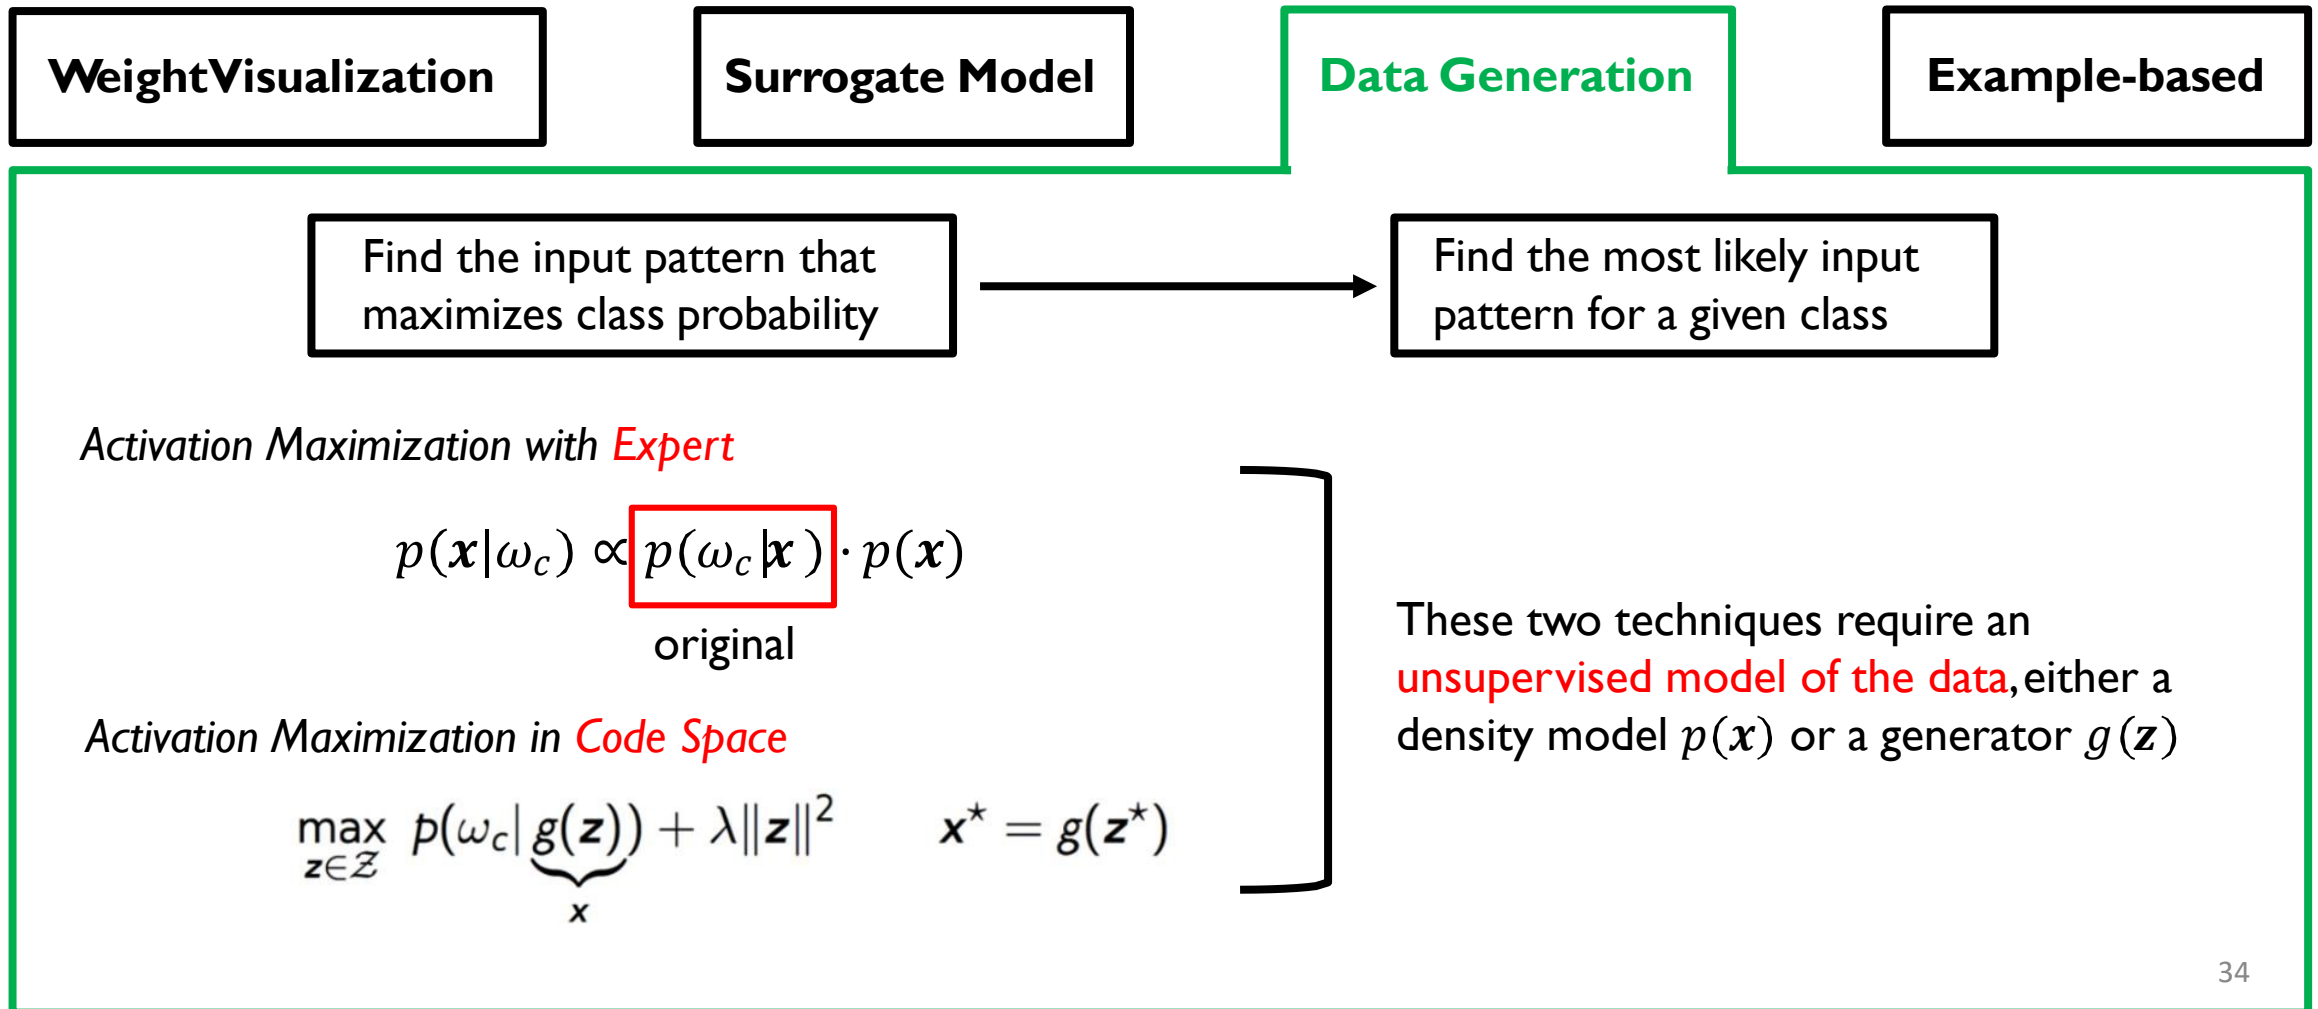 WeightVisualization
Surrogate Model
Data Generation
Example-based
Find the input pattern that
maximizes class probability
Find the most likely input
pattern for a given class
Activation Maximization with Expert
p(x|ω_c) ∝ p(ω_c|x) · p(x)
original
Activation Maximization in Code Space
max p(ω_c| g(z)) + λ‖z‖² x* = g(z*)
z∈Z
x
These two techniques require an
unsupervised model of the data, either a
density model p(x) or a generator g(z)
34